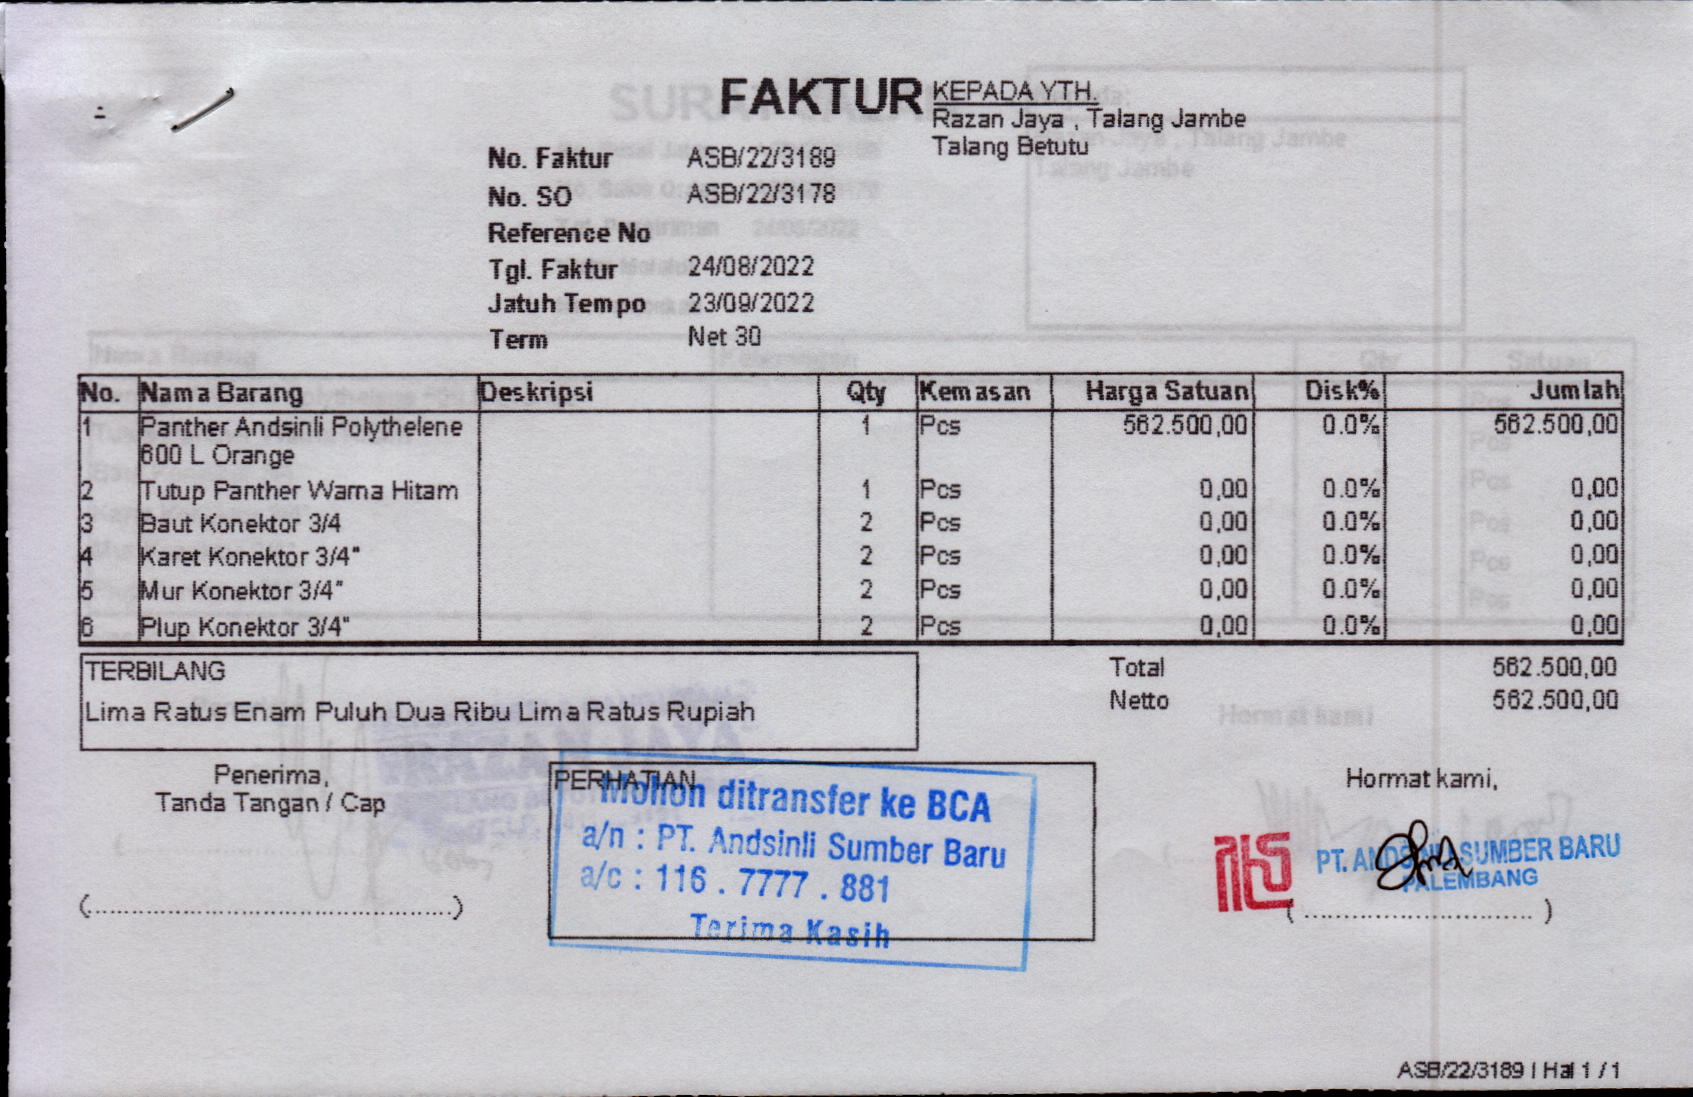 FAKTUR
KEPADA YTH.
Razan Jaya , Talang Jambe
Talang Betutu
No. Faktur ASB/22/3189
No. SO ASB/22/3178
Reference No
Tgl. Faktur 24/08/2022
Jatuh Tempo 23/09/2022
Term Net 30
No. Nama Barang Deskripsi Qty Kemasan Harga Satuan Disk% Jumlah
1 Panther Andsinli Polythelene 1 Pcs 562.500,00 0.0% 562.500,00
600 L Orange
2 Tutup Panther Warna Hitam 1 Pcs 0,00 0.0% 0,00
3 Baut Konektor 3/4 2 Pcs 0,00 0.0% 0,00
4 Karet Konektor 3/4" 2 Pcs 0,00 0.0% 0,00
5 Mur Konektor 3/4" 2 Pcs 0,00 0.0% 0,00
6 Plup Konektor 3/4" 2 Pcs 0,00 0.0% 0,00
TERBILANG
Lima Ratus Enam Puluh Dua Ribu Lima Ratus Rupiah
Total 562.500,00
Netto 562.500,00
Penerima,
Tanda Tangan / Cap
(..................................................)
PERHATIAN
Mohon ditransfer ke BCA
a/n : PT. Andsinli Sumber Baru
a/c : 116 . 7777 . 881
Terima Kasih
Hormat kami,
PT. ANDSINLI SUMBER BARU
PALEMBANG
( ................................ )
ASB/22/3189 | Hal 1 / 1